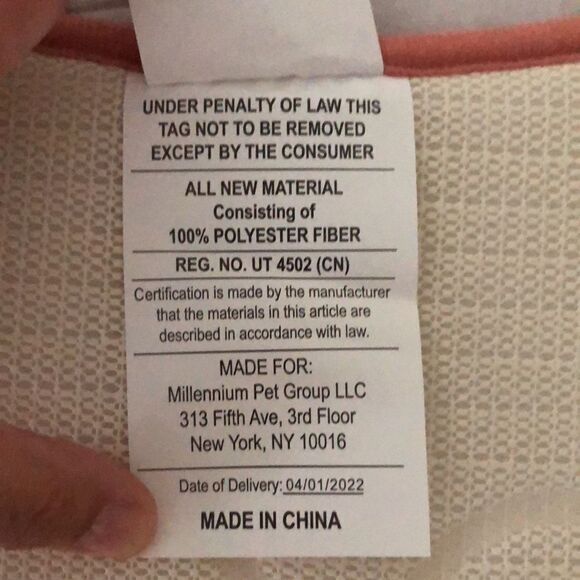 UNDER PENALTY OF LAW THIS
TAG NOT TO BE REMOVED
EXCEPT BY THE CONSUMER
ALL NEW MATERIAL
Consisting of
100% POLYESTER FIBER
REG. NO. UT 4502 (CN)
Certification is made by the manufacturer
that the materials in this article are
described in accordance with law.
MADE FOR:
Millennium Pet Group LLC
313 Fifth Ave, 3rd Floor
New York, NY 10016
Date of Delivery: 04/01/2022
MADE IN CHINA